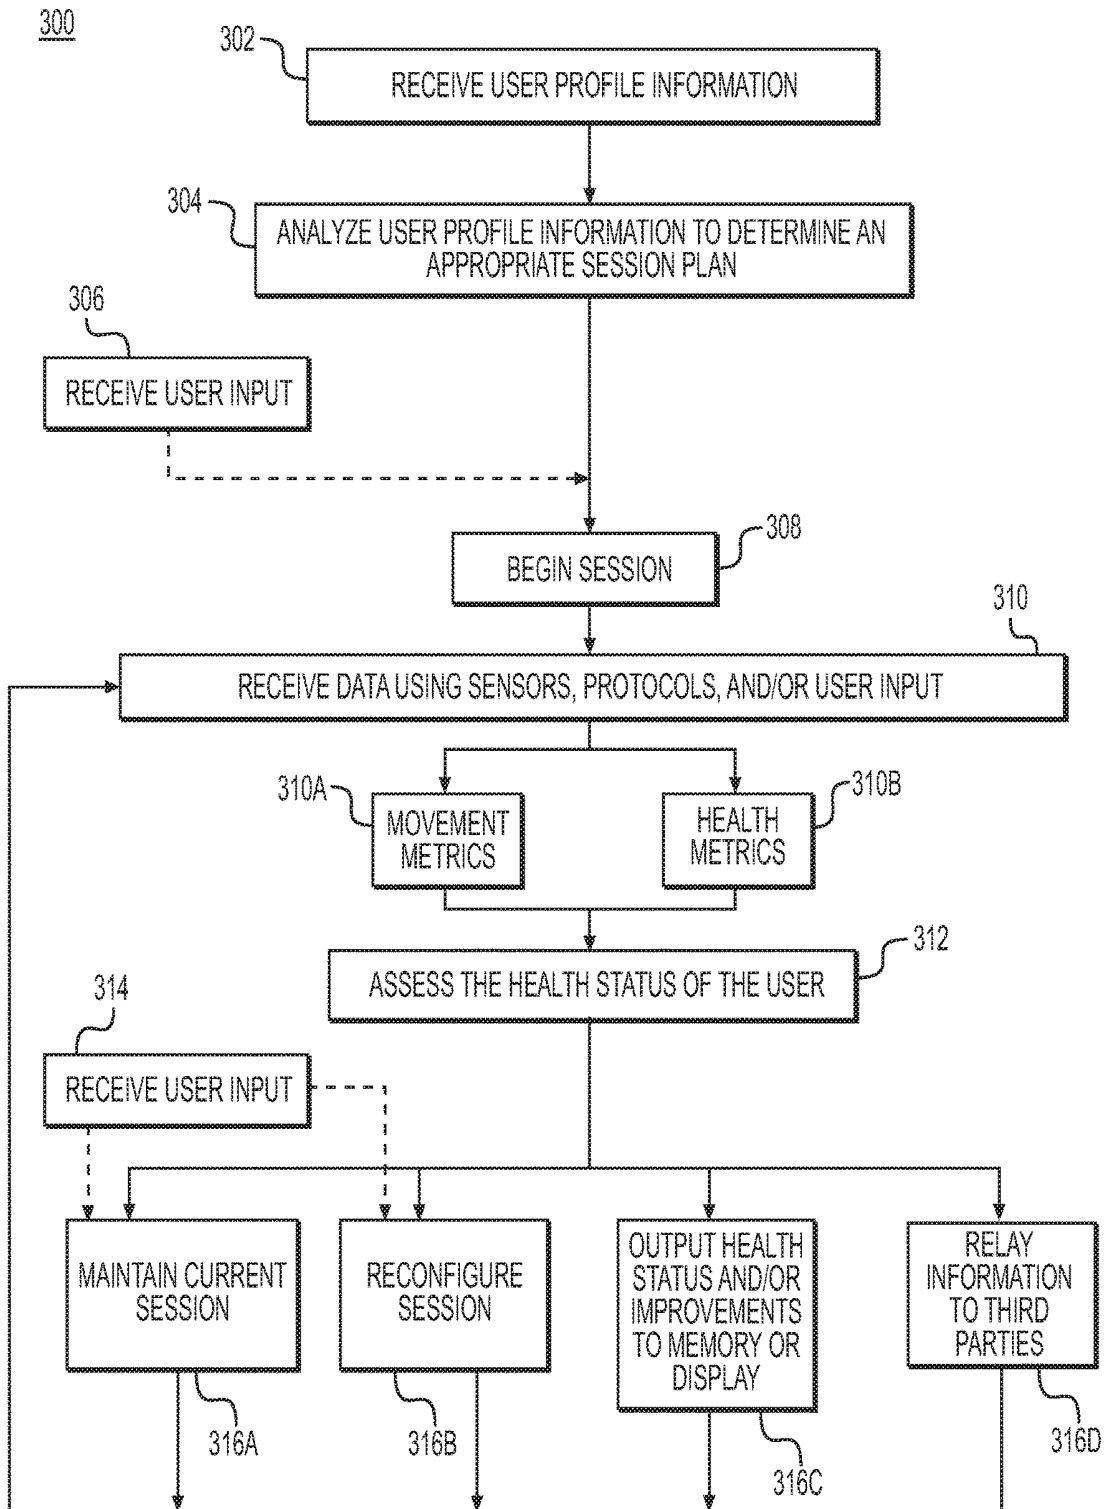 300
302
RECEIVE USER PROFILE INFORMATION
304
ANALYZE USER PROFILE INFORMATION TO DETERMINE AN
APPROPRIATE SESSION PLAN
306
RECEIVE USER INPUT
308
BEGIN SESSION
310
RECEIVE DATA USING SENSORS, PROTOCOLS, AND/OR USER INPUT
310A
MOVEMENT
METRICS
310B
HEALTH
METRICS
312
ASSESS THE HEALTH STATUS OF THE USER
314
RECEIVE USER INPUT
MAINTAIN CURRENT
SESSION
316A
RECONFIGURE
SESSION
316B
OUTPUT HEALTH
STATUS AND/OR
IMPROVEMENTS
TO MEMORY OR
DISPLAY
316C
RELAY
INFORMATION
TO THIRD
PARTIES
316D